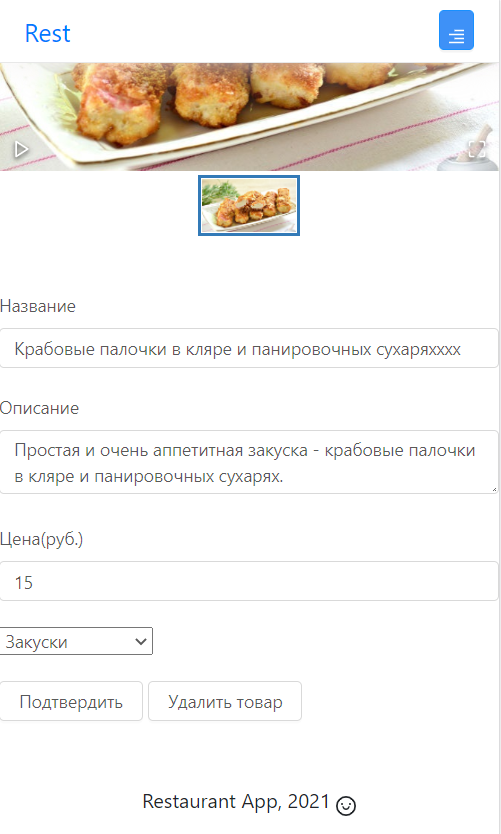 Rest
Название
Крабовые палочки в кляре и панировочных сухаряхххх
Описание
Простая и очень аппетитная закуска - крабовые палочки
в кляре и панировочных сухарях.
Цена(руб.)
15
Закуски
Подтвердить
Удалить товар
Restaurant App, 2021